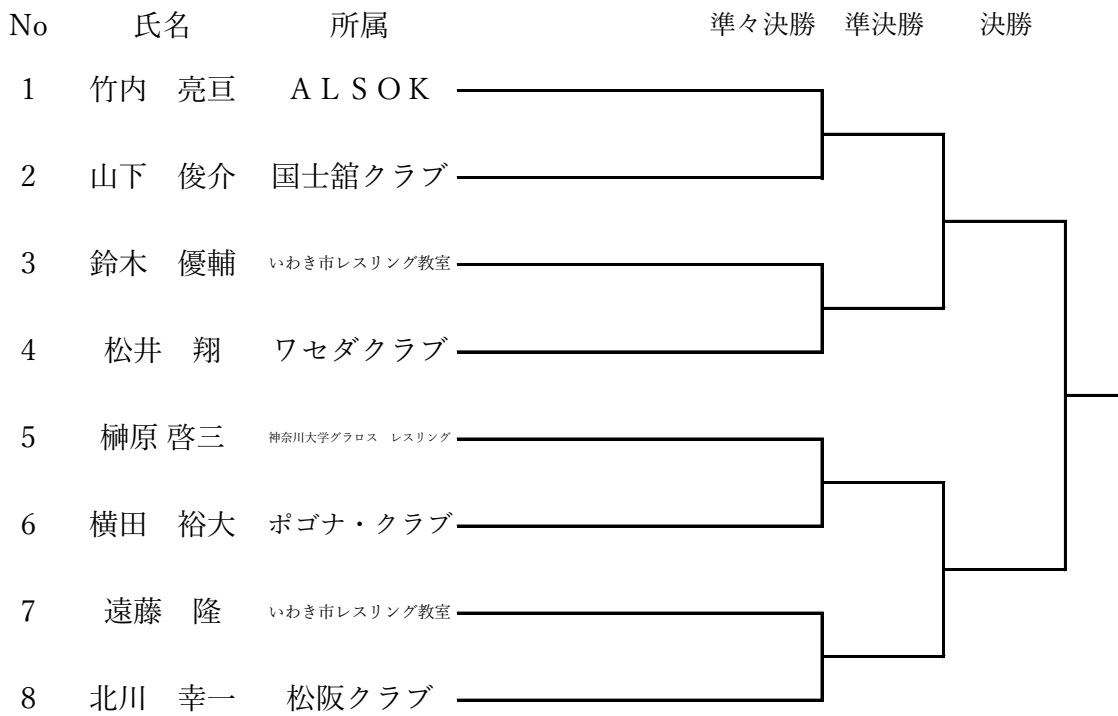 No 氏名 所属 準々決勝 準決勝 決勝
1 竹内　亮亘 ＡＬＳＯＫ
2 山下　俊介 国士舘クラブ
3 鈴木　優輔 いわき市レスリング教室
4 松井　翔 ワセダクラブ
5 榊原 啓三 神奈川大学グラロス　レスリング
6 横田　裕大 ポゴナ・クラブ
7 遠藤　隆 いわき市レスリング教室
8 北川　幸一 松阪クラブ